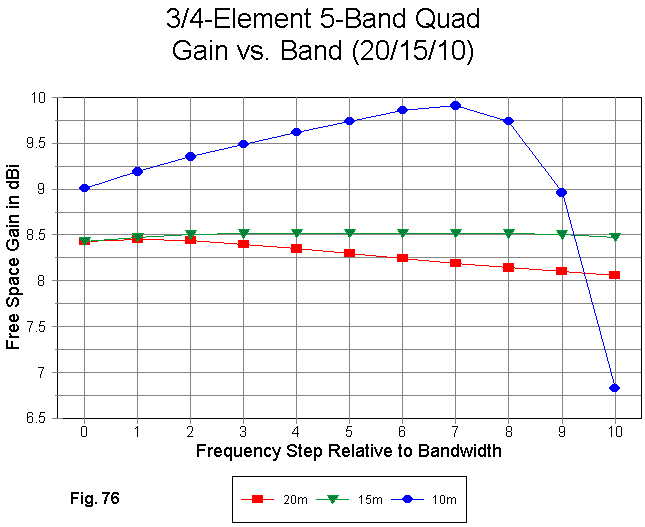 3/4-Element 5-Band Quad
Gain vs. Band (20/15/10)
Free Space Gain in dBi
10
9.5
9
8.5
8
7.5
7
6.5
0 1 2 3 4 5 6 7 8 9 10
Frequency Step Relative to Bandwidth
Fig. 76
20m 15m 10m